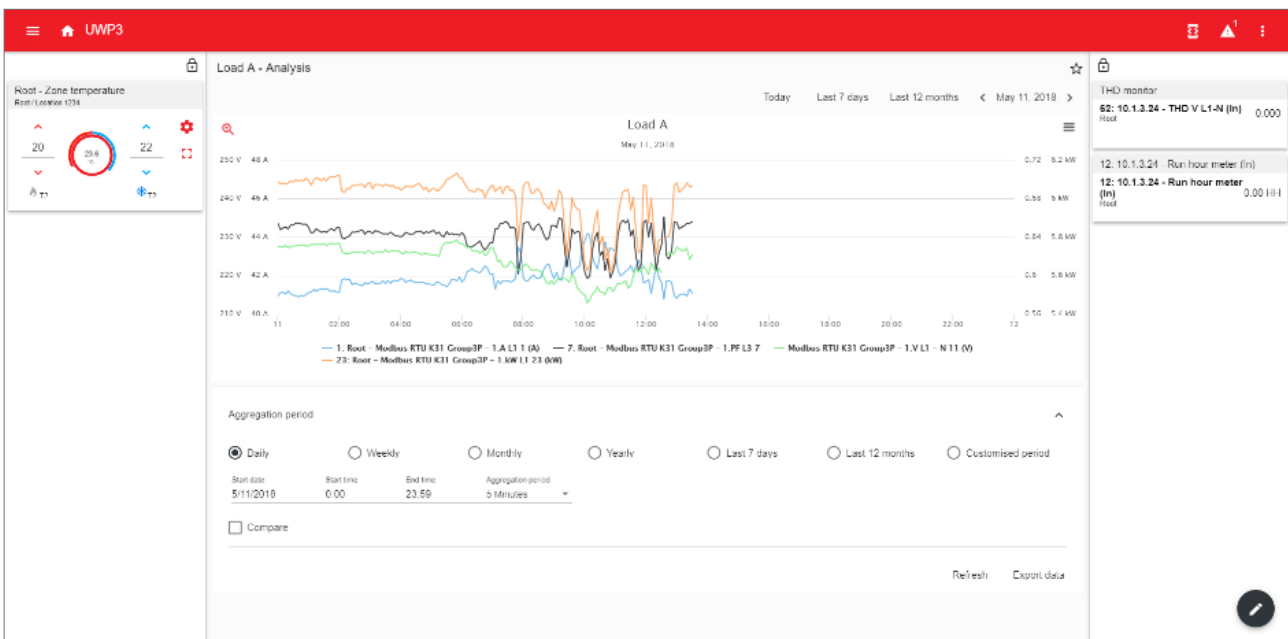 UWP3
1
Root - Zone temperature
Root / Location 1234
20
23.6
°C
22
T2
T2
Load A - Analysis
Today Last 7 days Last 12 months May 11, 2018
Load A
May 11, 2018
250 V 48 A 0.72 6.2 kW
240 V 46 A 0.68 6 kW
230 V 44 A 0.64 5.8 kW
220 V 42 A 0.6 5.6 kW
210 V 40 A 0.56 5.4 kW
11 02:00 04:00 06:00 08:00 10:00 12:00 14:00 16:00 18:00 20:00 22:00 12
1. Root - Modbus RTU K31 Group3P - 1.A L1 1 (A) 7. Root - Modbus RTU K31 Group3P - 1.PF L3 7 Modbus RTU K31 Group3P - 1.V L1 - N 11 (V)
23: Root - Modbus RTU K31 Group3P - 1.kW L1 23 (kW)
Aggregation period
Daily Weekly Monthly Yearly Last 7 days Last 12 months Customised period
Start date Start time End time Aggregation period
5/11/2018 0:00 23:59 5 Minutes
Compare
Refresh Export data
THD monitor
62: 10.1.3.24 - THD V L1-N (In) 0.000
Root
12. 10.1.3.24 Run hour meter (In)
12: 10.1.3.24 - Run hour meter
(In) 0.00 HH
Root